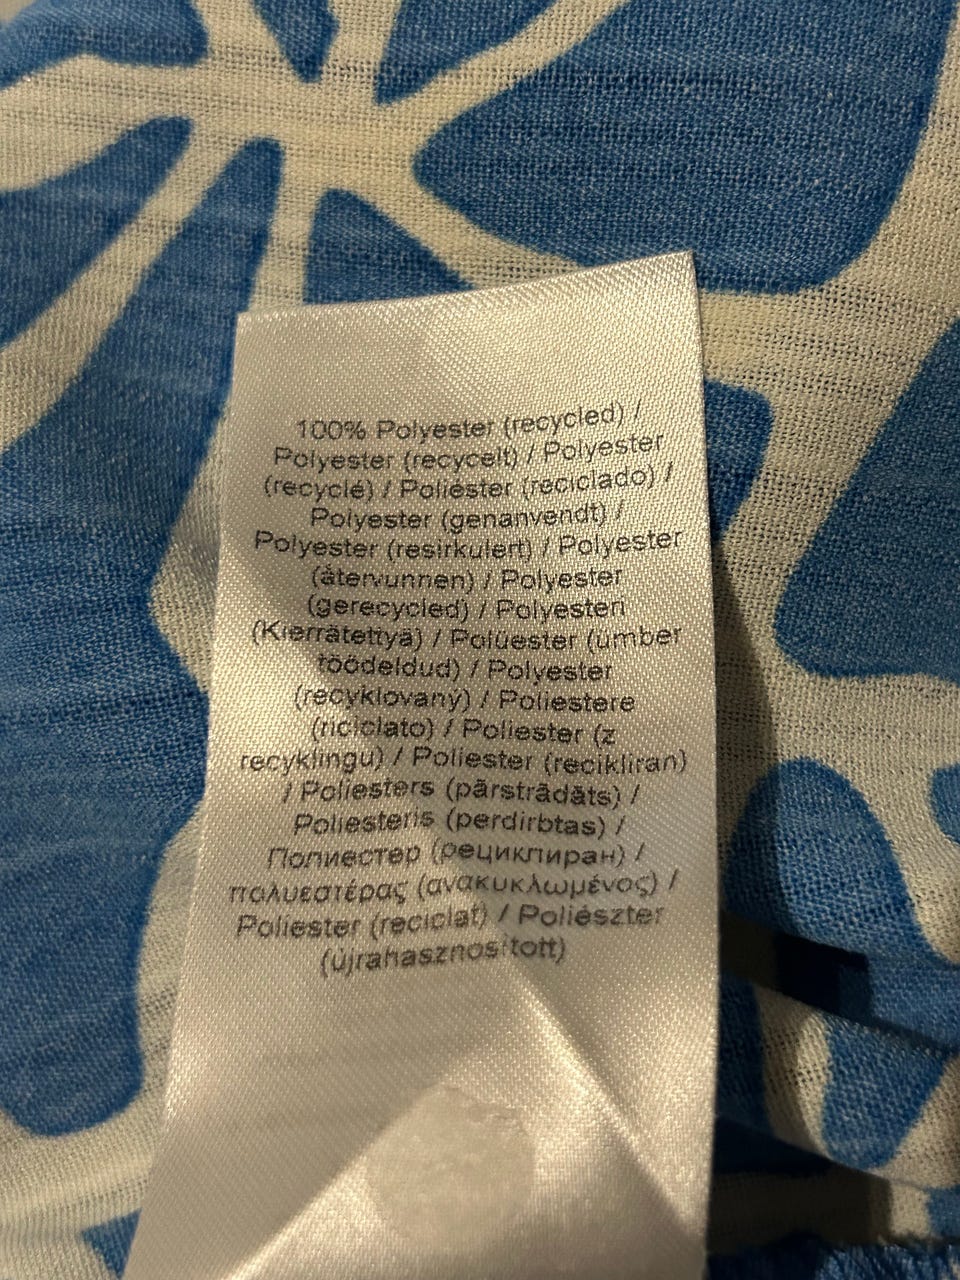 100% Polyester (recycled) /
Polyester (recycelt) / Polyester
(recyclé) / Poliéster (reciclado) /
Polyester (genanvendt) /
Polyester (resirkulert) / Polyester
(återvunnen) / Polyester
(gerecycled) / Polyesteri
(Kierrätettyä) / Polüester (ümber
töödeldud) / Polyester
(recyklovaný) / Poliestere
(riciclato) / Poliester (z
recyklingu) / Poliester (recikliran)
/ Poliesters (pārstrādāts) /
Poliesteris (perdirbtas) /
Полиестер (рециклиран) /
πολυεστέρας (ανακυκλωμένος) /
Poliester (reciclat) / Poliészter
(újrahasznosított)